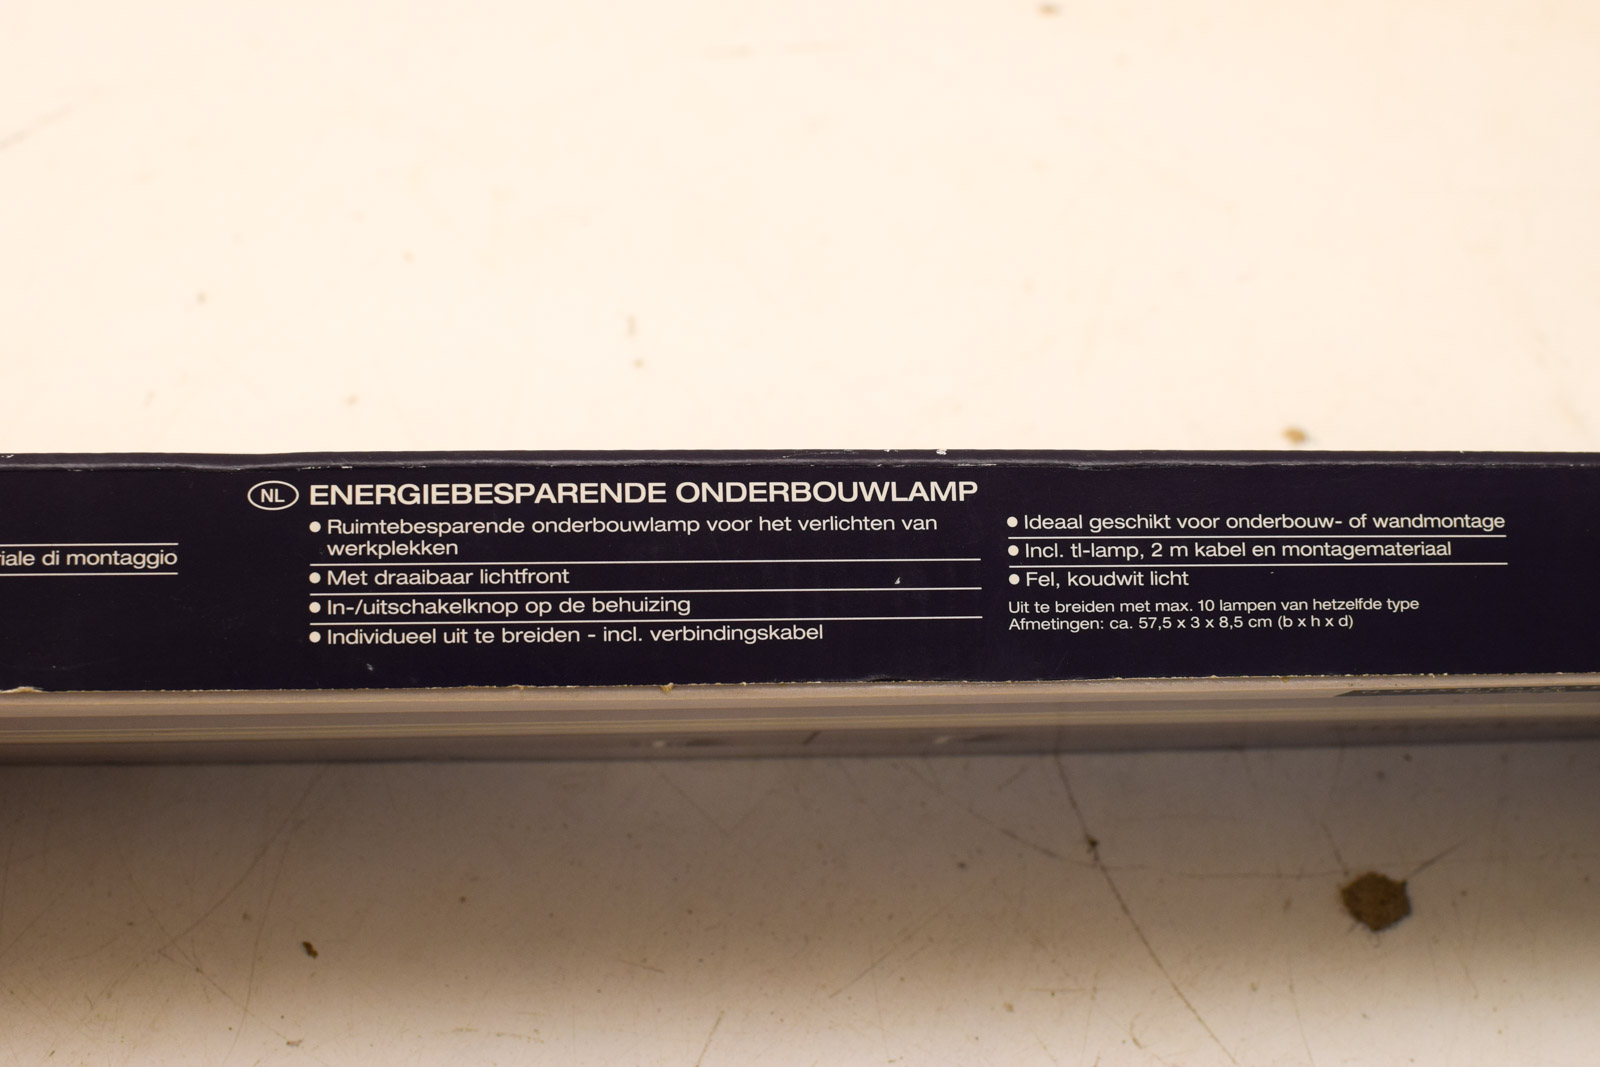 iale di montaggio
NL ENERGIEBESPARENDE ONDERBOUWLAMP
● Ruimtebesparende onderbouwlamp voor het verlichten van
werkplekken
● Met draaibaar lichtfront
● In-/uitschakelknop op de behuizing
● Individueel uit te breiden - incl. verbindingskabel
● Ideaal geschikt voor onderbouw- of wandmontage
● Incl. tl-lamp, 2 m kabel en montagemateriaal
● Fel, koudwit licht
Uit te breiden met max. 10 lampen van hetzelfde type
Afmetingen: ca. 57,5 x 3 x 8,5 cm (b x h x d)